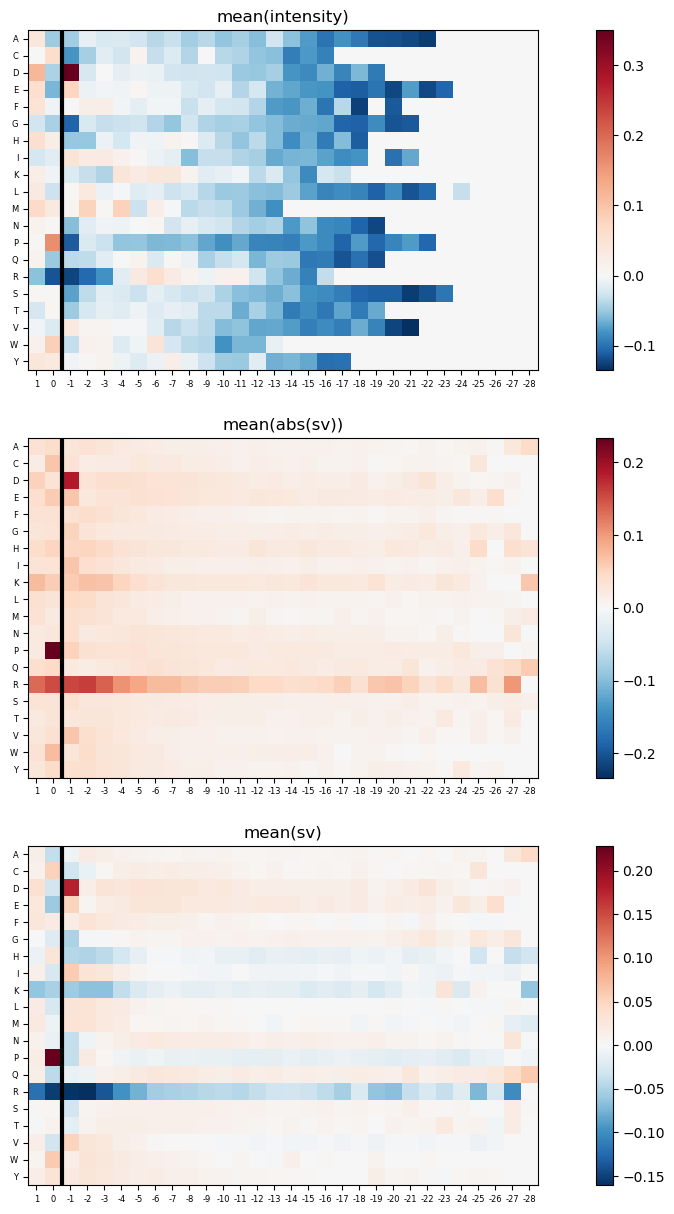 mean(intensity)
A
C
D
E
F
G
H
I
K
L
M
N
P
Q
R
S
T
V
W
Y
1 0 -1 -2 -3 -4 -5 -6 -7 -8 -9 -10 -11 -12 -13 -14 -15 -16 -17 -18 -19 -20 -21 -22 -23 -24 -25 -26 -27 -28
0.3
0.2
0.1
0.0
−0.1
mean(abs(sv))
A
C
D
E
F
G
H
I
K
L
M
N
P
Q
R
S
T
V
W
Y
1 0 -1 -2 -3 -4 -5 -6 -7 -8 -9 -10 -11 -12 -13 -14 -15 -16 -17 -18 -19 -20 -21 -22 -23 -24 -25 -26 -27 -28
0.2
0.1
0.0
−0.1
−0.2
mean(sv)
A
C
D
E
F
G
H
I
K
L
M
N
P
Q
R
S
T
V
W
Y
1 0 -1 -2 -3 -4 -5 -6 -7 -8 -9 -10 -11 -12 -13 -14 -15 -16 -17 -18 -19 -20 -21 -22 -23 -24 -25 -26 -27 -28
0.20
0.15
0.10
0.05
0.00
−0.05
−0.10
−0.15